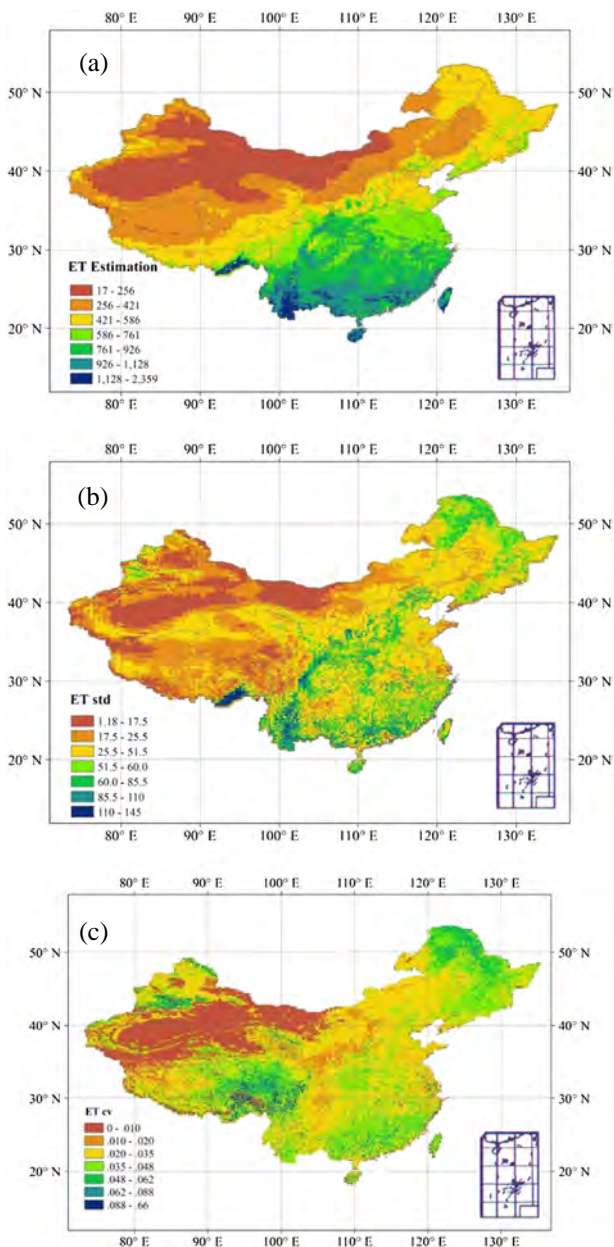 80° E 90° E 100° E 110° E 120° E 130° E
(a)
50° N 50° N
40° N 40° N
30° N 30° N
20° N 20° N
ET Estimation
17 - 256
256 - 421
421 - 586
586 - 761
761 - 926
926 - 1,128
1,128 - 2,359
80° E 90° E 100° E 110° E 120° E 130° E
80° E 90° E 100° E 110° E 120° E 130° E
(b)
50° N 50° N
40° N 40° N
30° N 30° N
20° N 20° N
ET std
1.18 - 17.5
17.5 - 25.5
25.5 - 51.5
51.5 - 60.0
60.0 - 85.5
85.5 - 110
110 - 145
80° E 90° E 100° E 110° E 120° E 130° E
80° E 90° E 100° E 110° E 120° E 130° E
(c)
50° N 50° N
40° N 40° N
30° N 30° N
20° N 20° N
ET cv
0 - .010
.010 - .020
.020 - .035
.035 - .048
.048 - .062
.062 - .088
.088 - .66
80° E 90° E 100° E 110° E 120° E 130° E